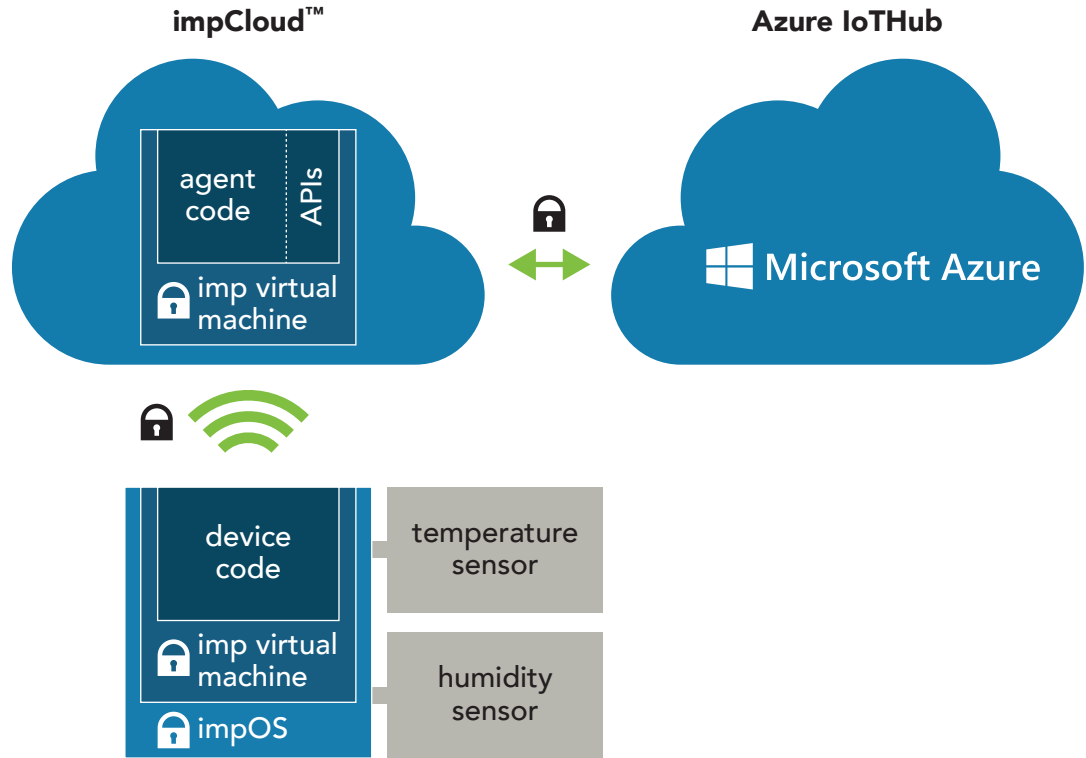 impCloud™
Azure IoTHub
agent
code
APIs
imp virtual
machine
Microsoft Azure
device
code
imp virtual
machine
impOS
temperature
sensor
humidity
sensor